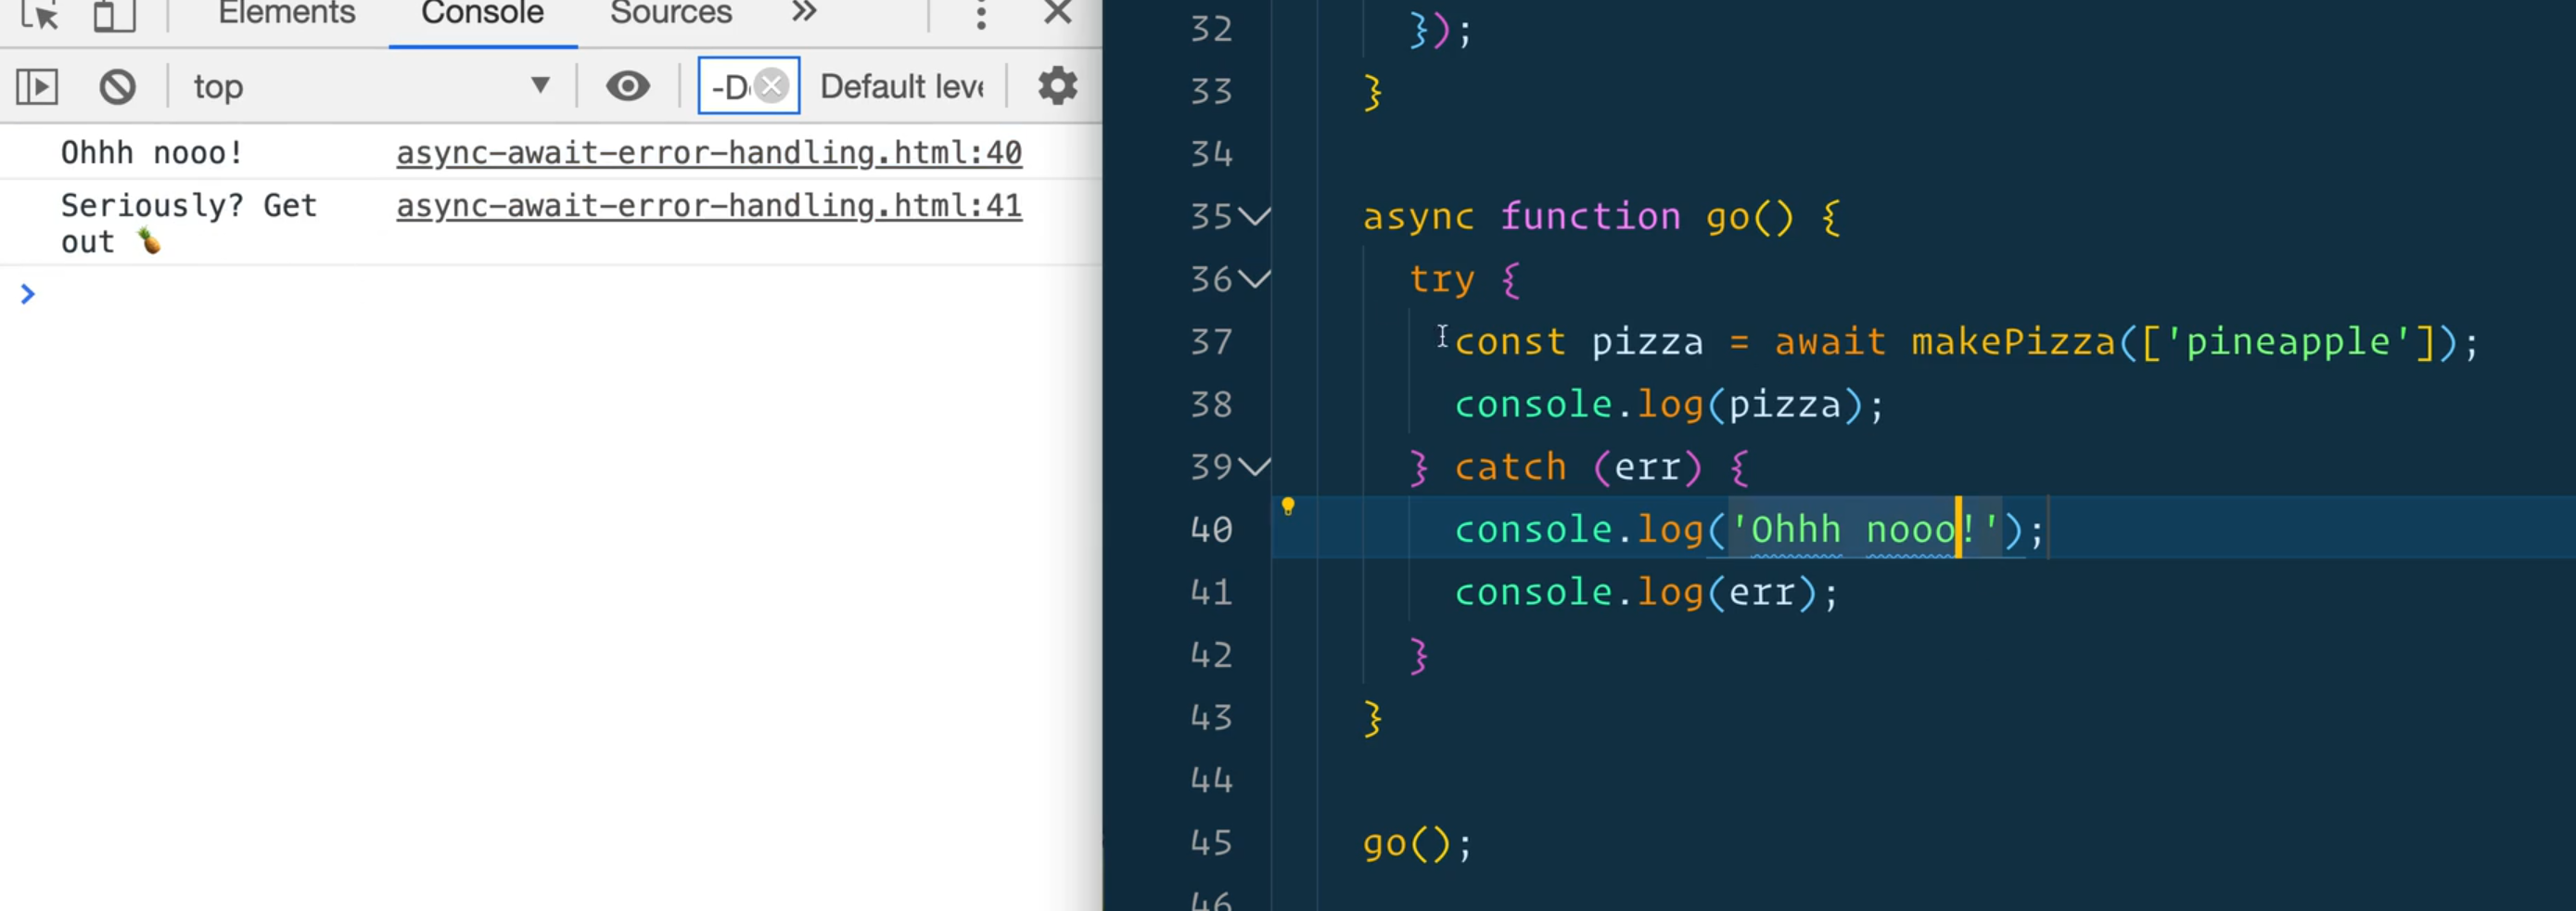 Elements Console Sources »
top -D Default leve
Ohhh nooo! async-await-error-handling.html:40
Seriously? Get async-await-error-handling.html:41
out 🍍
>
32 });
33 }
34
35 async function go() {
36 try {
37 const pizza = await makePizza(['pineapple']);
38 console.log(pizza);
39 } catch (err) {
40 console.log('Ohhh nooo!');
41 console.log(err);
42 }
43 }
44
45 go();
46